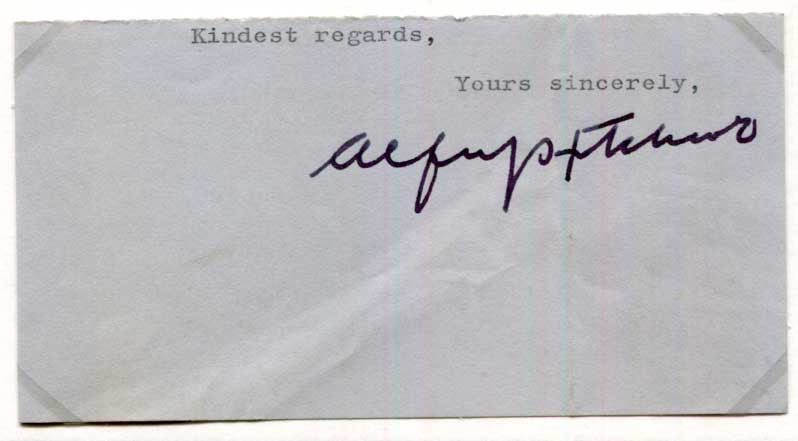 Kindest regards,
Yours sincerely,